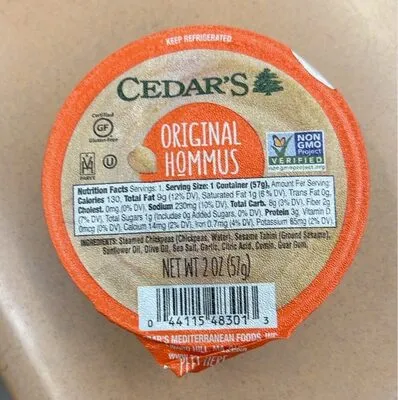 KEEP REFRIGERATED
CEDAR'S
Certified
GF
Gluten-Free
ORIGINAL
HOMMUS
NON
GMO
Project
VERIFIED
nongmoproject.org
PARVE
U
Nutrition Facts Servings: 1, Serving Size: 1 Container (57g), Amount Per Serving:
Calories 130, Total Fat 9g (12% DV), Saturated Fat 1g (6% DV), Trans Fat 0g,
Cholest. 0mg (0% DV), Sodium 230mg (10% DV), Total Carb. 8g (3% DV), Fiber 2g
(7% DV), Total Sugars 1g (Includes 0g Added Sugars, 0% DV), Protein 3g, Vitamin D
0mcg (0% DV), Calcium 14mg (2% DV), Iron 0.7mg (4% DV), Potassium 85mg (2% DV)
INGREDIENTS: Steamed Chickpeas (Chickpeas, Water), Sesame Tahini (Ground Sesame),
Sunflower Oil, Olive Oil, Sea Salt, Garlic, Citric Acid, Cumin, Guar Gum.
NET WT 2 OZ (57g)
0 44115 48301 3
CEDAR'S MEDITERRANEAN FOODS, INC.
HILL,
PEEL HERE